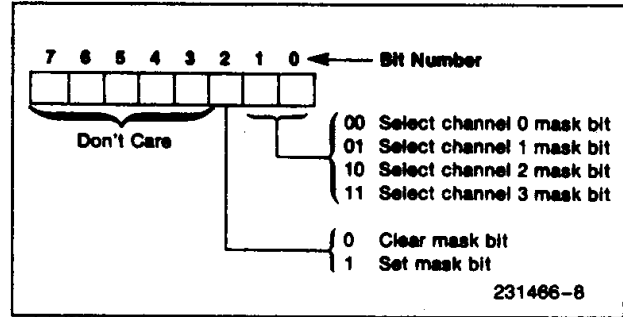 7 6 5 4 3 2 1 0 Bit Number
Don't Care
00 Select channel 0 mask bit
01 Select channel 1 mask bit
10 Select channel 2 mask bit
11 Select channel 3 mask bit
0 Clear mask bit
1 Set mask bit
231466-8